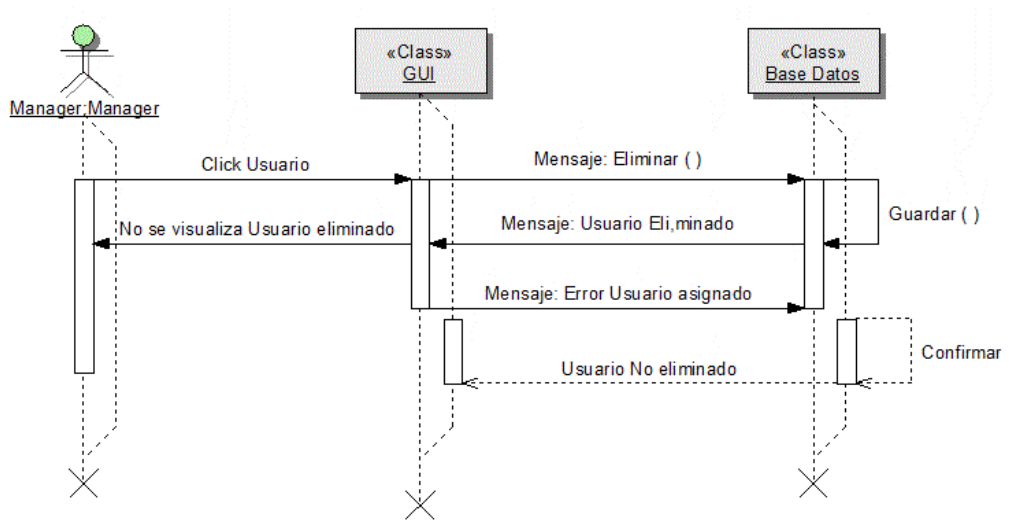 «Class»
GUI
«Class»
Base Datos
Manager:Manager
Click Usuario
Mensaje: Eliminar ( )
Guardar ( )
No se visualiza Usuario eliminado
Mensaje: Usuario Eli,minado
Mensaje: Error Usuario asignado
Confirmar
Usuario No eliminado